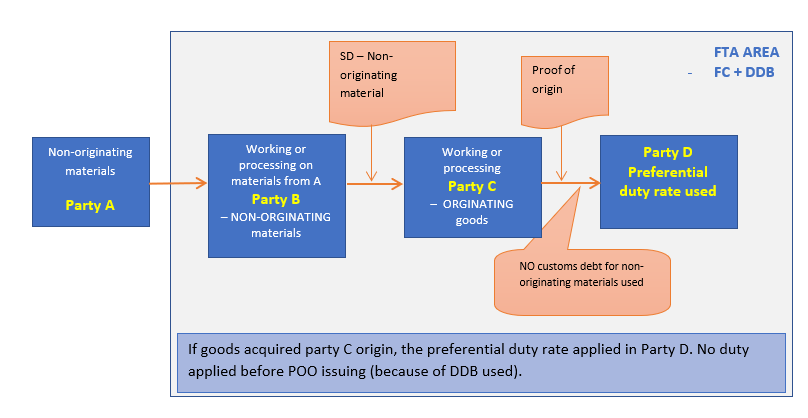 FTA AREA
- FC + DDB
SD – Non-
originating
material
Proof of
origin
Non-originating
materials
Party A
Working or
processing on
materials from A
Party B
– NON-ORGINATING
materials
Working or
processing
Party C
– ORGINATING
goods
Party D
Preferential
duty rate used
NO customs debt for non-
originating materials used
If goods acquired party C origin, the preferential duty rate applied in Party D. No duty
applied before POO issuing (because of DDB used).